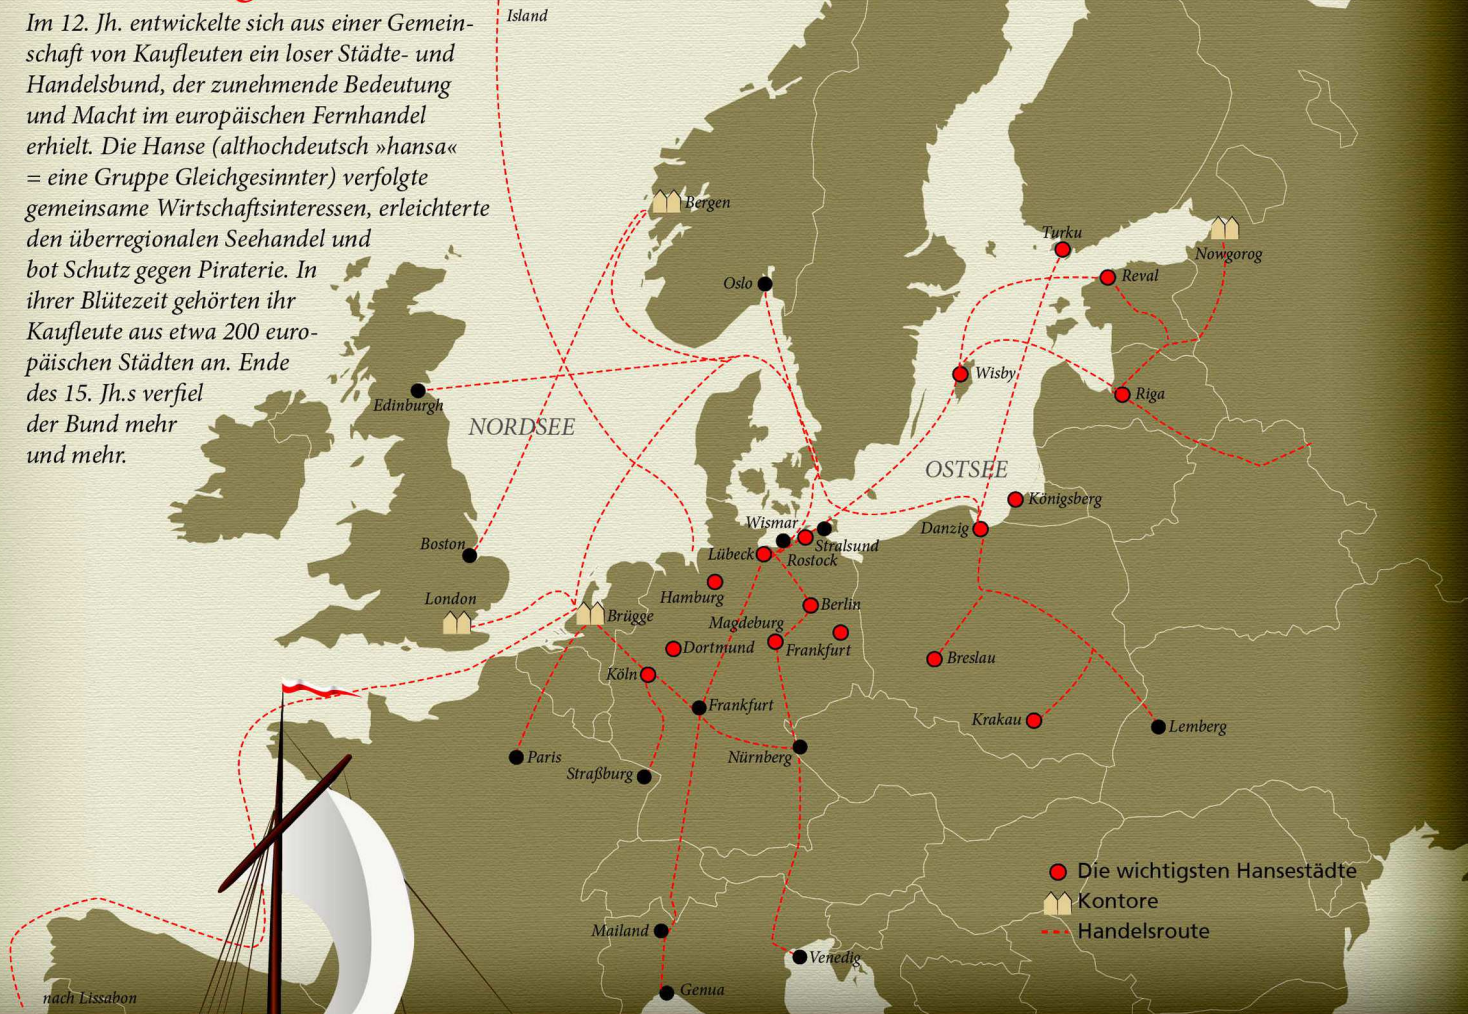 Im 12. Jh. entwickelte sich aus einer Gemein-
schaft von Kaufleuten ein loser Städte- und
Handelsbund, der zunehmende Bedeutung
und Macht im europäischen Fernhandel
erhielt. Die Hanse (althochdeutsch »hansa«
= eine Gruppe Gleichgesinnter) verfolgte
gemeinsame Wirtschaftsinteressen, erleichterte
den überregionalen Seehandel und
bot Schutz gegen Piraterie. In
ihrer Blütezeit gehörten ihr
Kaufleute aus etwa 200 euro-
päischen Städten an. Ende
des 15. Jh.s verfiel
der Bund mehr
und mehr.
Island
Bergen
Turku
Nowgorog
Oslo
Reval
Wisby
Riga
Edinburgh
NORDSEE
OSTSEE
Königsberg
Wismar
Danzig
Boston
Stralsund
Lübeck
Rostock
London
Hamburg
Berlin
Brügge
Magdeburg
Dortmund
Frankfurt
Breslau
Köln
Frankfurt
Krakau
Lemberg
Paris
Nürnberg
Straßburg
Die wichtigsten Hansestädte
Kontore
Handelsroute
Mailand
Venedig
Genua
nach Lissabon